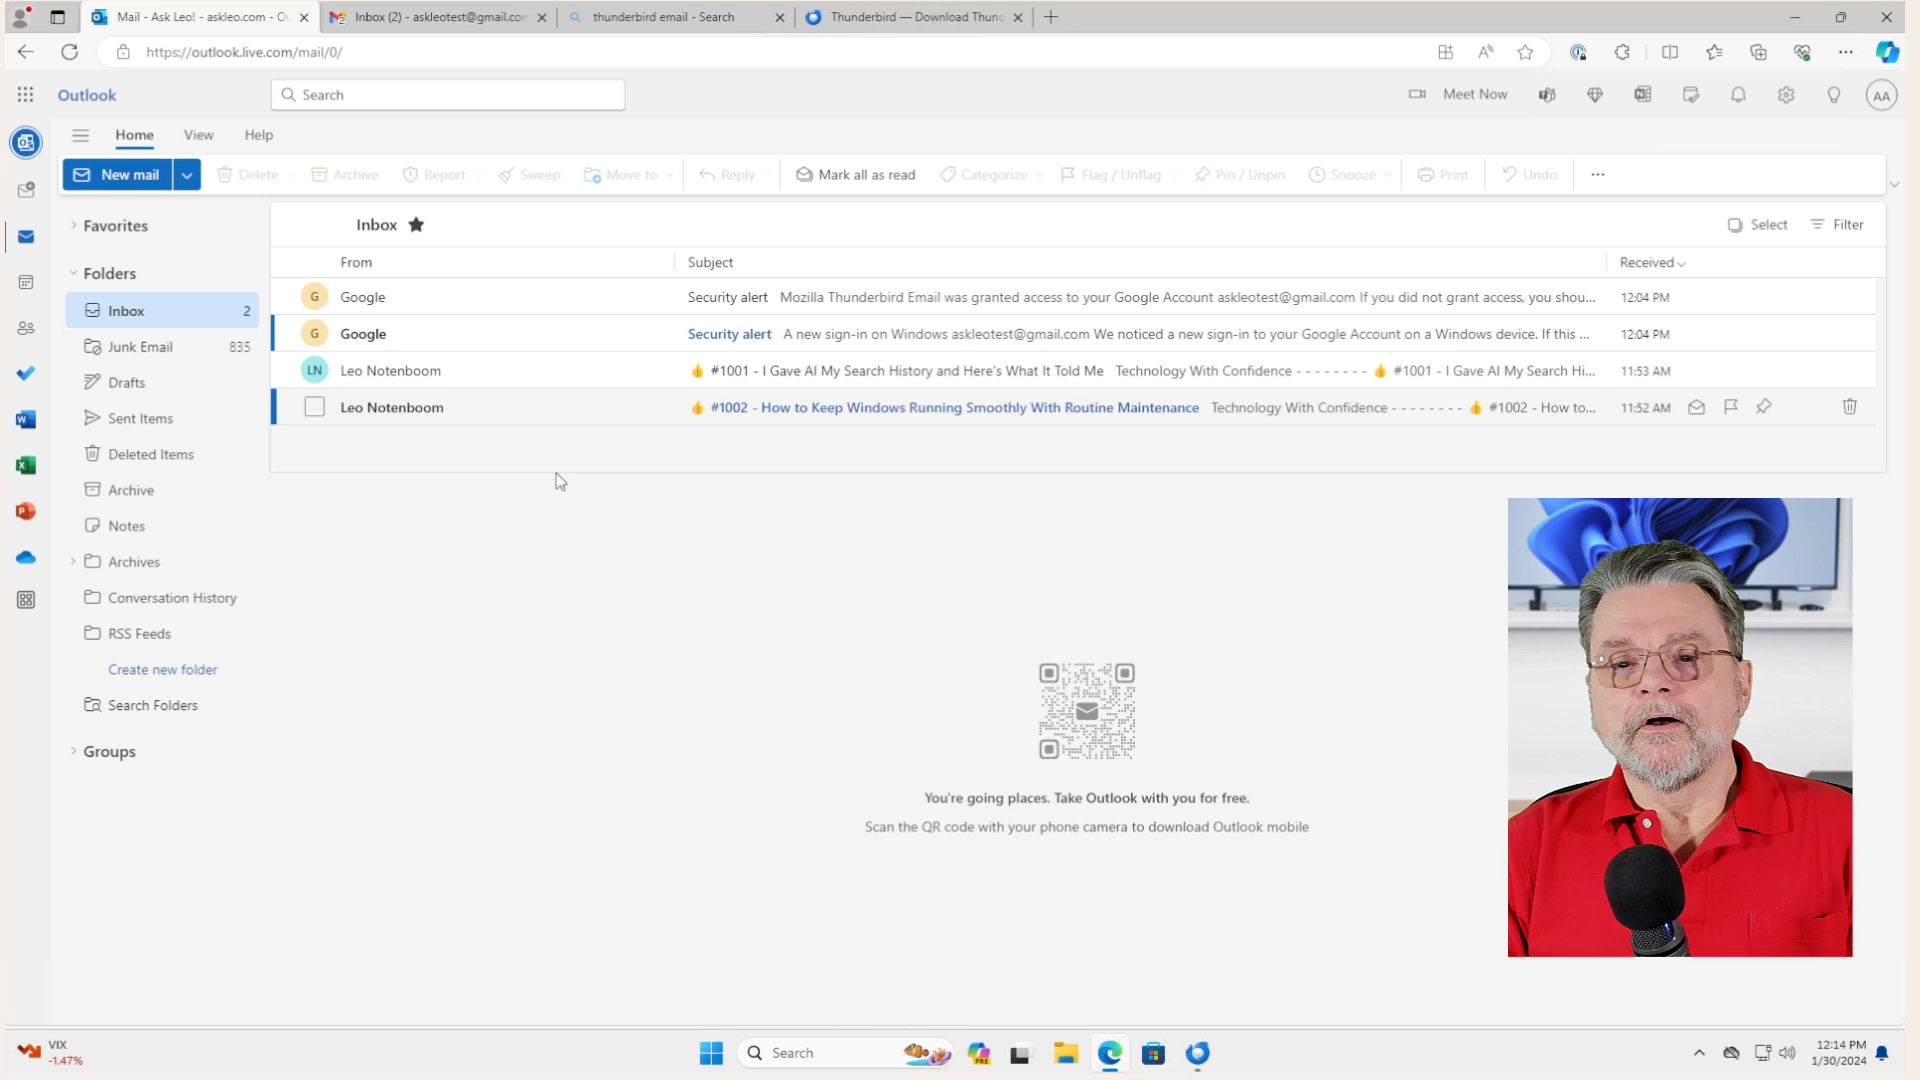 Mail - Ask Leo! - askleo.com - Ou
Inbox (2) - askleotest@gmail.com
thunderbird email - Search
Thunderbird — Download Thund
https://outlook.live.com/mail/0/
Outlook
Search
Meet Now
AA
Home
View
Help
New mail
Delete
Archive
Report
Sweep
Move to
Reply
Mark all as read
Categorize
Flag / Unflag
Pin / Unpin
Snooze
Print
Undo
Favorites
Folders
Inbox 2
Junk Email 835
Drafts
Sent Items
Deleted Items
Archive
Notes
Archives
Conversation History
RSS Feeds
Create new folder
Search Folders
Groups
Inbox
Select
Filter
From Subject Received
G Google Security alert Mozilla Thunderbird Email was granted access to your Google Account askleotest@gmail.com If you did not grant access, you shou... 12:04 PM
G Google Security alert A new sign-in on Windows askleotest@gmail.com We noticed a new sign-in to your Google Account on a Windows device. If this ... 12:04 PM
LN Leo Notenboom 👍 #1001 - I Gave AI My Search History and Here's What It Told Me Technology With Confidence - - - - - - - - 👍 #1001 - I Gave AI My Search Hi... 11:53 AM
Leo Notenboom 👍 #1002 - How to Keep Windows Running Smoothly With Routine Maintenance Technology With Confidence - - - - - - - - 👍 #1002 - How to... 11:52 AM
You're going places. Take Outlook with you for free.
Scan the QR code with your phone camera to download Outlook mobile
VIX
-1.47%
Search
PRE
12:14 PM
1/30/2024